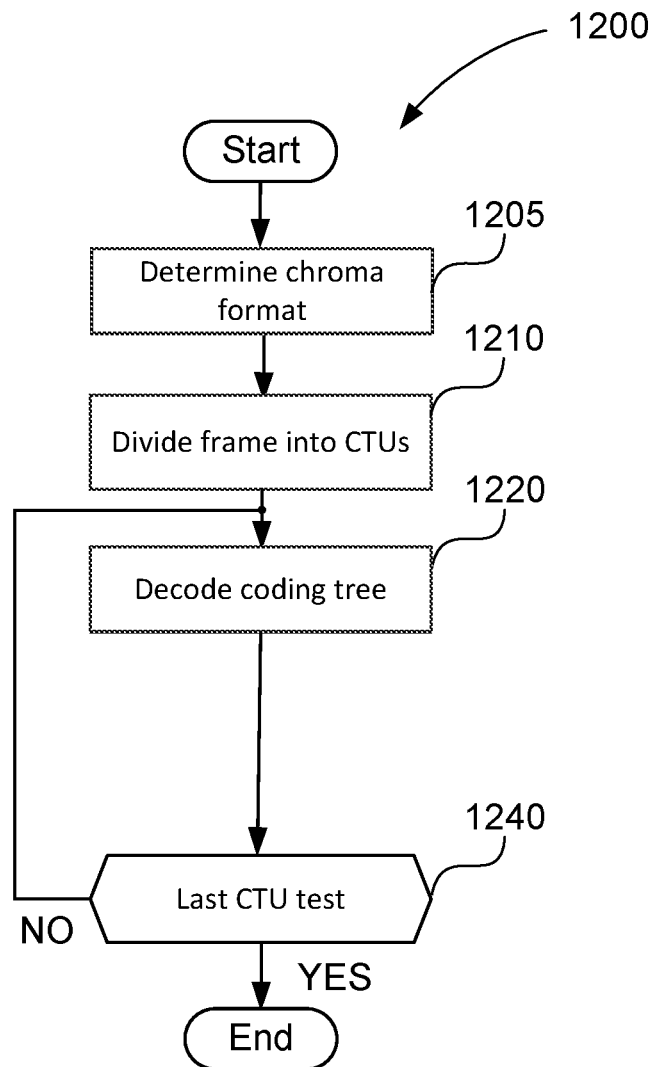 1200
Start
1205
Determine chroma
format
1210
Divide frame into CTUs
1220
Decode coding tree
1240
Last CTU test
NO
YES
End